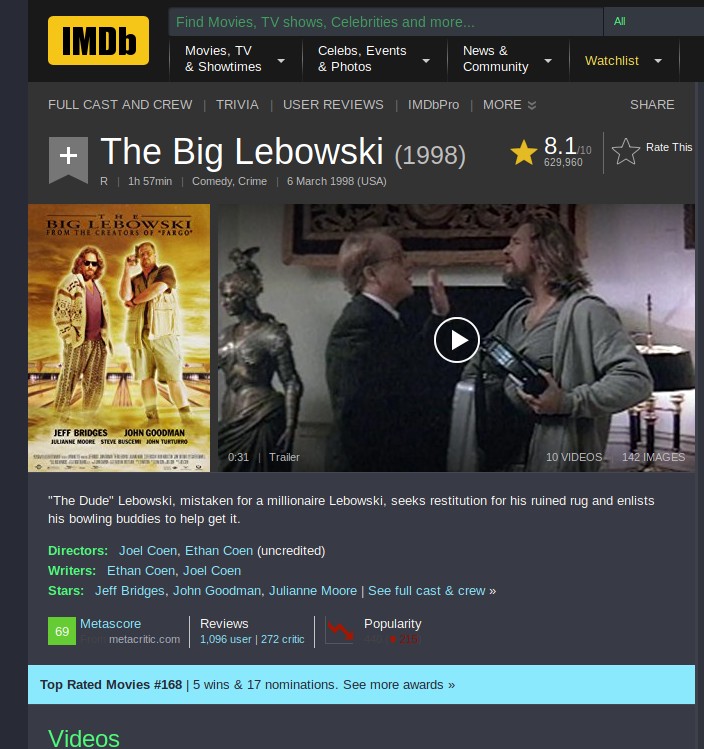 IMDb
Find Movies, TV shows, Celebrities and more...
All
Movies, TV
& Showtimes
Celebs, Events
& Photos
News &
Community
Watchlist
FULL CAST AND CREW | TRIVIA | USER REVIEWS | IMDbPro | MORE
SHARE
The Big Lebowski (1998)
8.1/10
629,960
Rate This
R | 1h 57min | Comedy, Crime | 6 March 1998 (USA)
THE
BIG LEBOWSKI
FROM THE CREATORS OF "FARGO"
JEFF BRIDGES JOHN GOODMAN
JULIANNE MOORE STEVE BUSCEMI JOHN TURTURRO
0:31 | Trailer
10 VIDEOS 142 IMAGES
"The Dude" Lebowski, mistaken for a millionaire Lebowski, seeks restitution for his ruined rug and enlists
his bowling buddies to help get it.
Directors: Joel Coen, Ethan Coen (uncredited)
Writers: Ethan Coen, Joel Coen
Stars: Jeff Bridges, John Goodman, Julianne Moore | See full cast & crew »
69
Metascore
From metacritic.com
Reviews
1,096 user | 272 critic
Popularity
Top Rated Movies #168 | 5 wins & 17 nominations. See more awards »
Videos